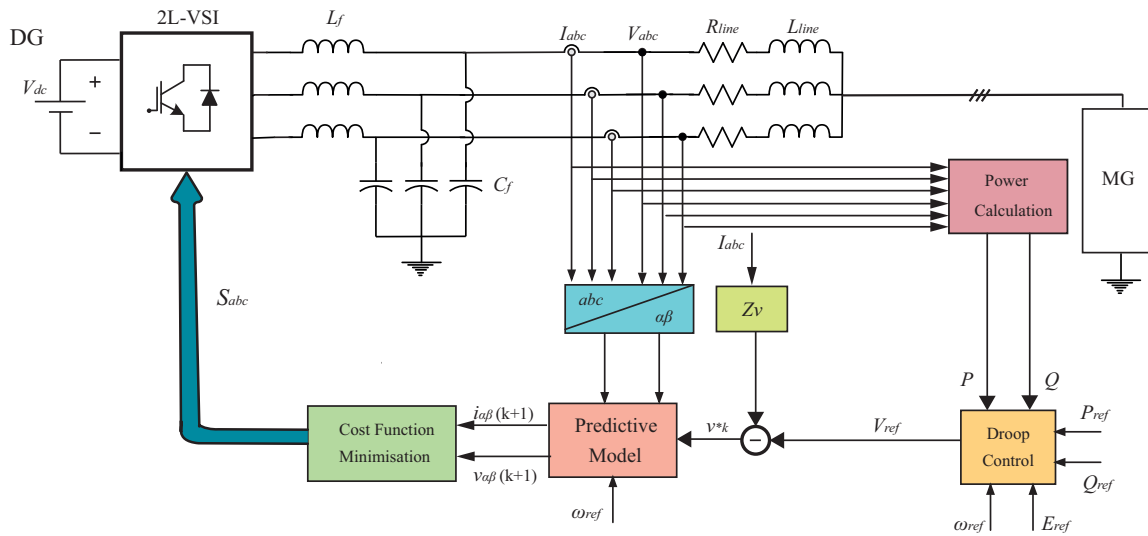 2L-VSI
Lf
Iabc
Vabc
Rline
Lline
DG
Vdc
+
−
Cf
Power
Calculation
MG
Iabc
Sabc
abc
αβ
Zv
P
Q
iαβ(k+1)
Cost Function
Minimisation
vαβ(k+1)
Predictive
Model
v*k
−
Vref
Droop
Control
Pref
Qref
ωref
ωref
Eref